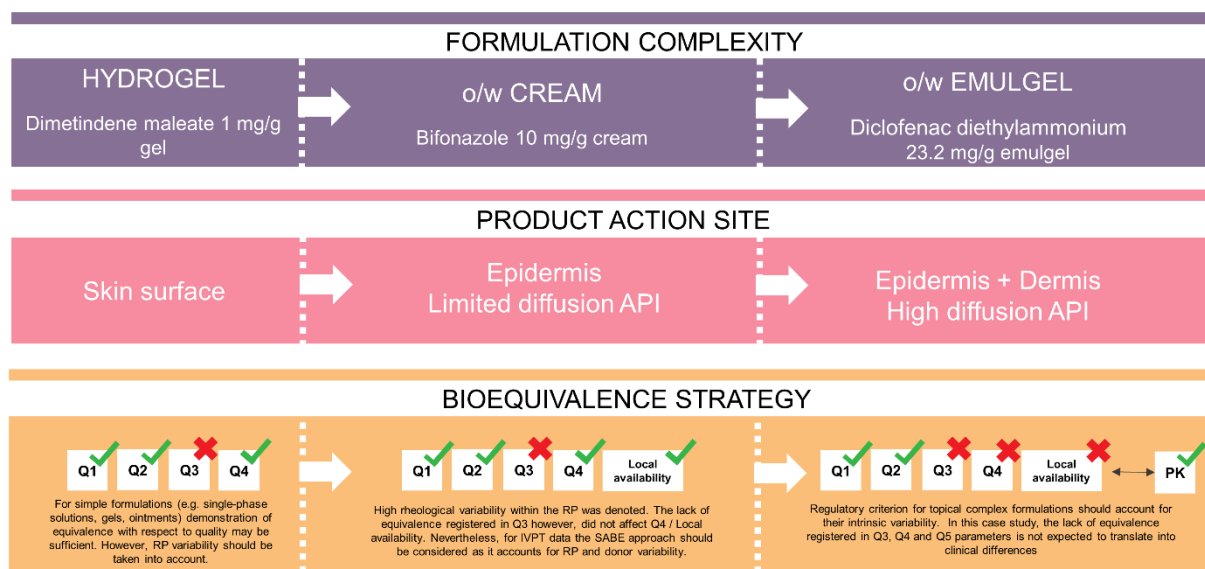 FORMULATION COMPLEXITY
HYDROGEL
Dimetindene maleate 1 mg/g
gel
o/w CREAM
Bifonazole 10 mg/g cream
o/w EMULGEL
Diclofenac diethylammonium
23.2 mg/g emulgel
PRODUCT ACTION SITE
Skin surface
Epidermis
Limited diffusion API
Epidermis + Dermis
High diffusion API
BIOEQUIVALENCE STRATEGY
Q1 Q2 Q3 Q4
For simple formulations (e.g. single-phase
solutions, gels, ointments) demonstration of
equivalence with respect to quality may be
sufficient. However, RP variability should be
taken into account.
Q1 Q2 Q3 Q4 Local
availability
High rheological variability within the RP was denoted. The lack of
equivalence registered in Q3 however, did not affect Q4 / Local
availability. Nevertheless, for IVPT data the SABE approach should
be considered as it accounts for RP and donor variability.
Q1 Q2 Q3 Q4 Local
availability PK
Regulatory criterion for topical complex formulations should account for
their intrinsic variability. In this case study, the lack of equivalence
registered in Q3, Q4 and Q5 parameters is not expected to translate into
clinical differences